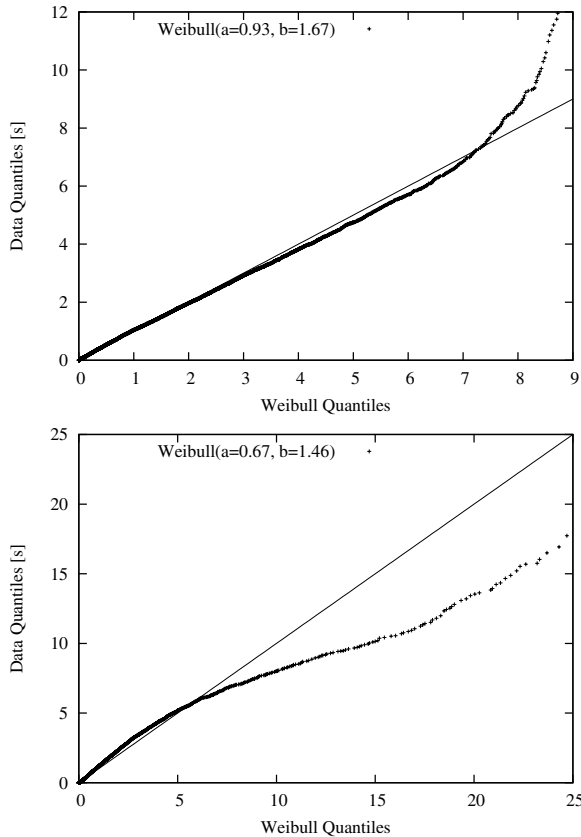 12
Weibull(a=0.93, b=1.67)
10
8
6
4
2
0
Data Quantiles [s]
0 1 2 3 4 5 6 7 8 9
Weibull Quantiles
25
Weibull(a=0.67, b=1.46)
20
15
10
5
0
Data Quantiles [s]
0 5 10 15 20 25
Weibull Quantiles